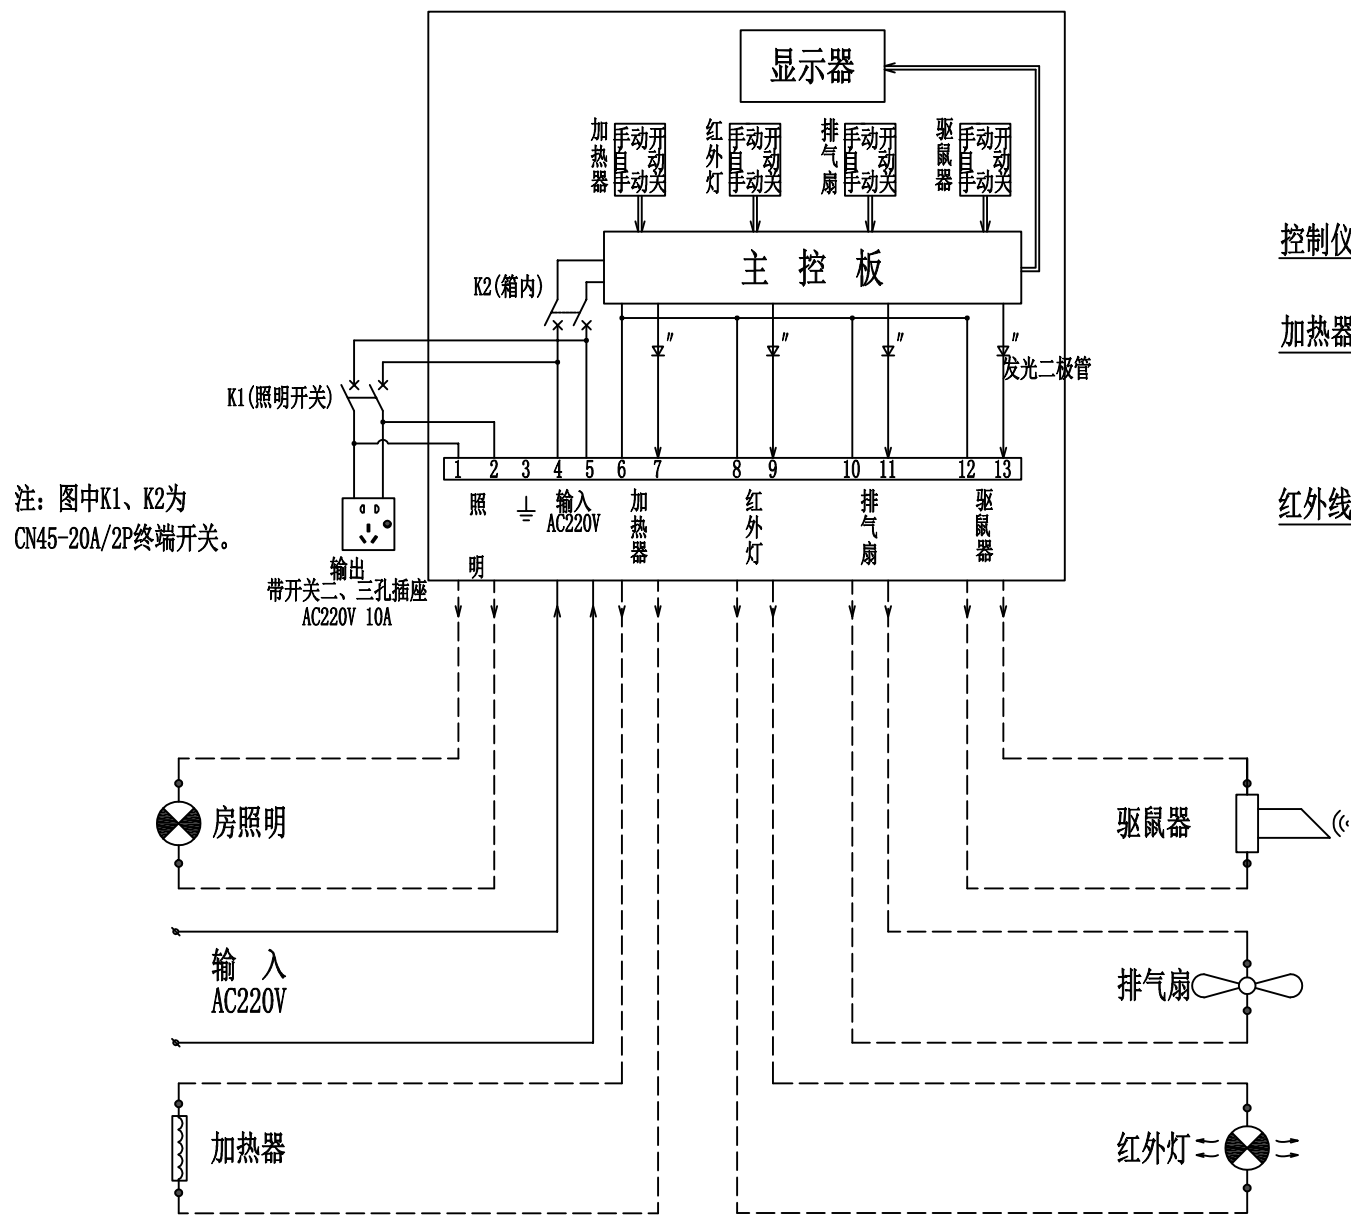 显示器
加热器
手动开
自 动
手动关
红外灯
手动开
自 动
手动关
排气扇
手动开
自 动
手动关
驱鼠器
手动开
自 动
手动关
控制仪
主 控 板
K2(箱内)
加热器
〃
〃
〃
〃
发光二极管
K1(照明开关)
1 2 3 4 5 6 7 8 9 10 11 12 13
注：图中K1、K2为
CN45-20A/2P终端开关。
照明
输入
AC220V
加热器
红外灯
排气扇
驱鼠器
红外线
输出
带开关二、三孔插座
AC220V 10A
房照明
驱鼠器
输 入
AC220V
排气扇
加热器
红外灯